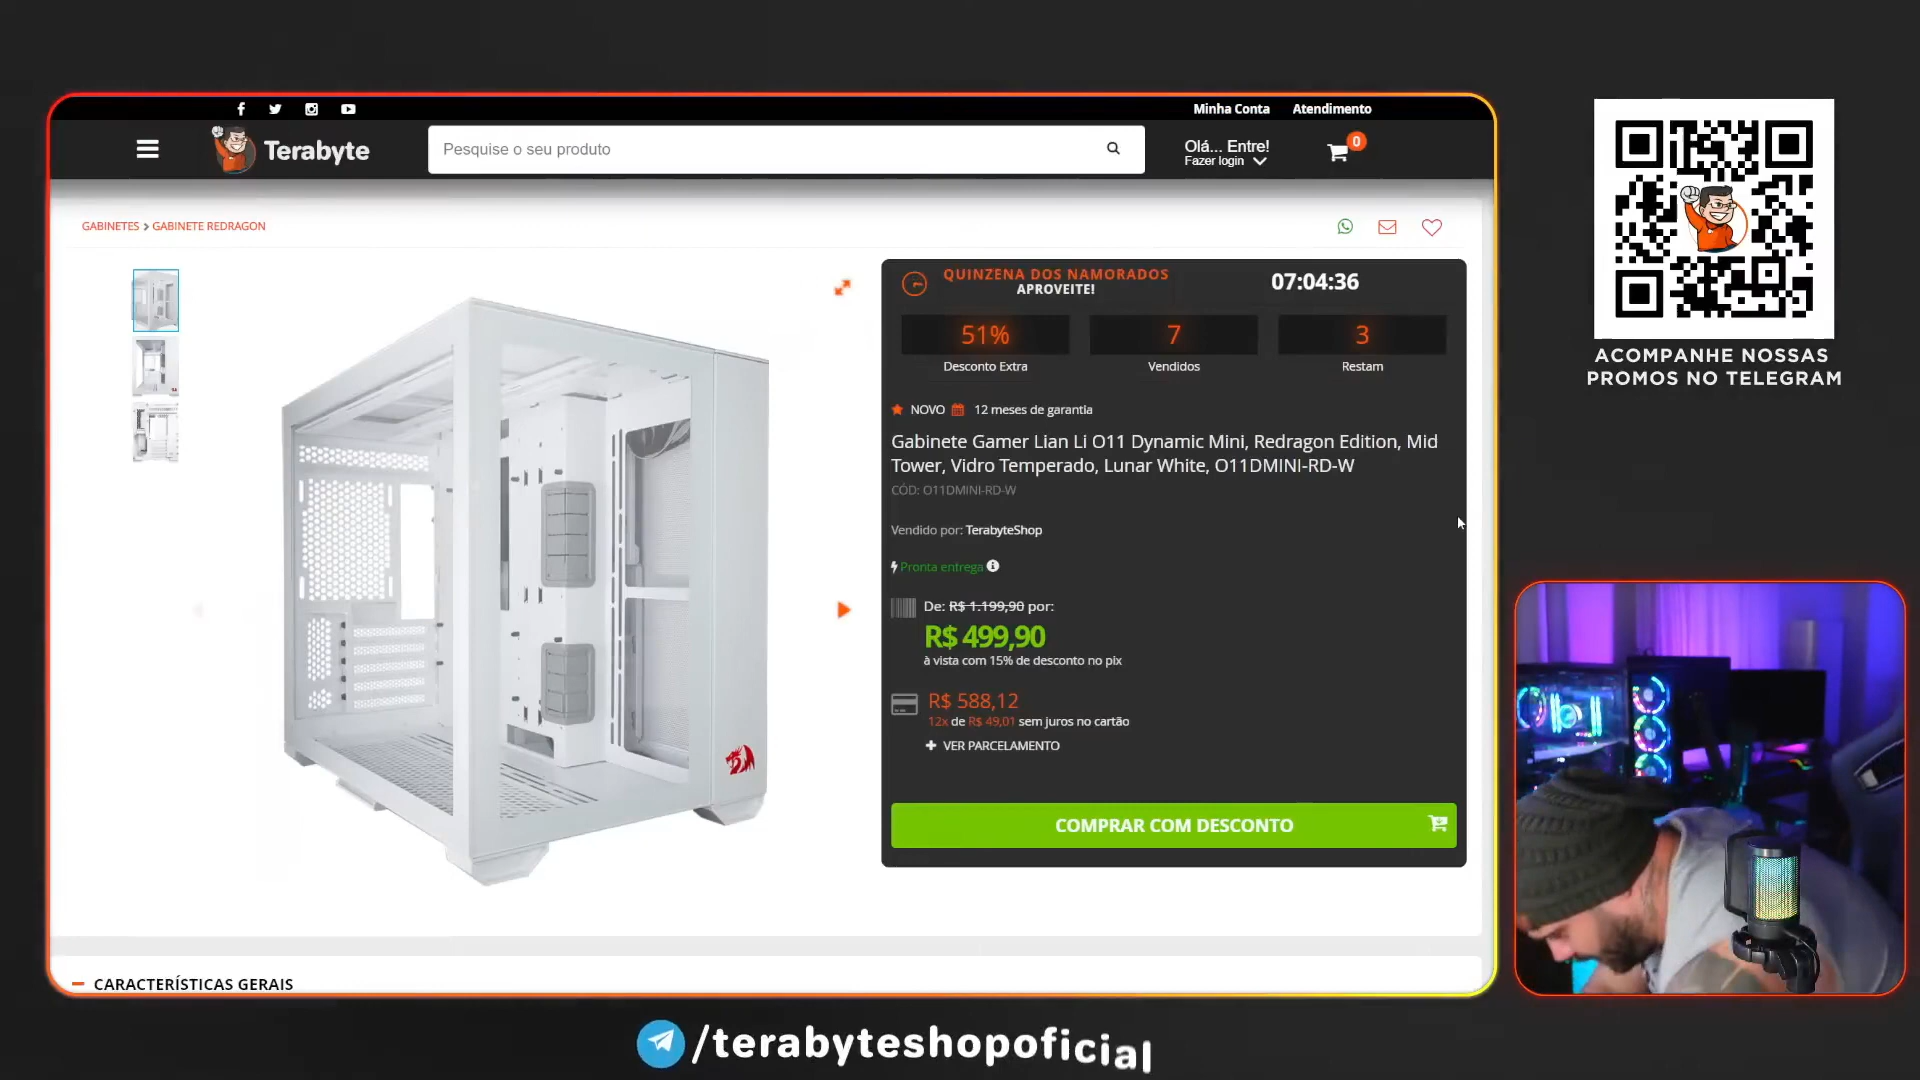 Minha Conta
Atendimento
Terabyte
Pesquise o seu produto
Olá... Entre!
Fazer login
0
GABINETES > GABINETE REDRAGON
QUINZENA DOS NAMORADOS
APROVEITE!
07:04:36
51%
Desconto Extra
7
Vendidos
3
Restam
NOVO
12 meses de garantia
Gabinete Gamer Lian Li O11 Dynamic Mini, Redragon Edition, Mid
Tower, Vidro Temperado, Lunar White, O11DMINI-RD-W
CÓD: O11DMINI-RD-W
Vendido por: TerabyteShop
Pronta entrega
De: R$ 1.199,90 por:
R$ 499,90
à vista com 15% de desconto no pix
R$ 588,12
12x de R$ 49,01 sem juros no cartão
+ VER PARCELAMENTO
COMPRAR COM DESCONTO
CARACTERÍSTICAS GERAIS
ACOMPANHE NOSSAS
PROMOS NO TELEGRAM
/terabyteshopoficial